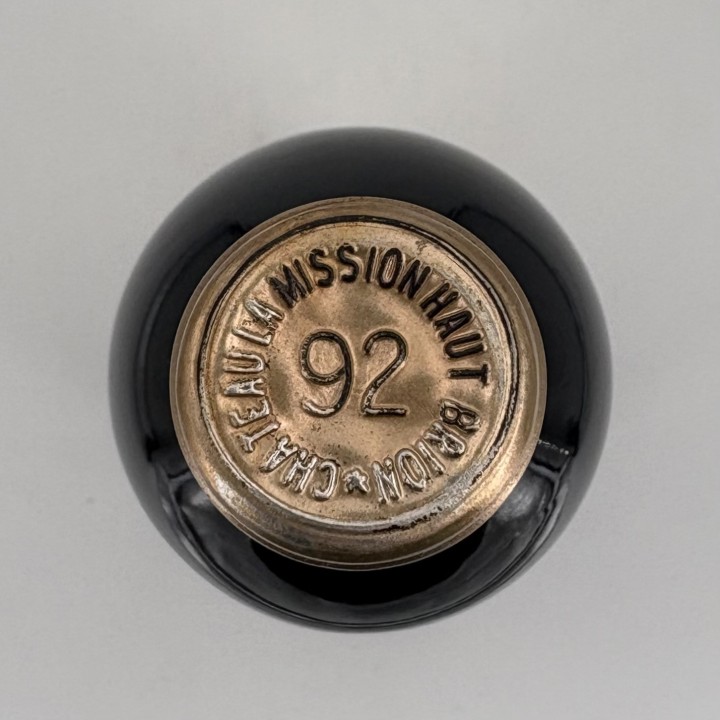 CHATEAU LA MISSION HAUT BRION
92